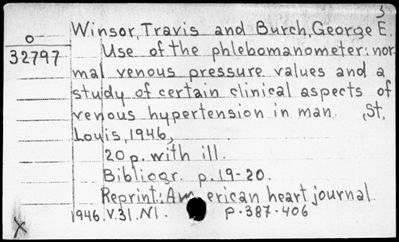 3
Winsor, Travis and Burch, George E.
O
Use of the phlebomanometer: nor-
32797
mal venous pressure values and a
study of certain clinical aspects of
venous hypertension in man. St.
Louis, 1946,
20 p. with ill.
Bibliogr. p. 19-20.
Reprint: American heart journal.
1946. V.31. N1. p. 387-406
X